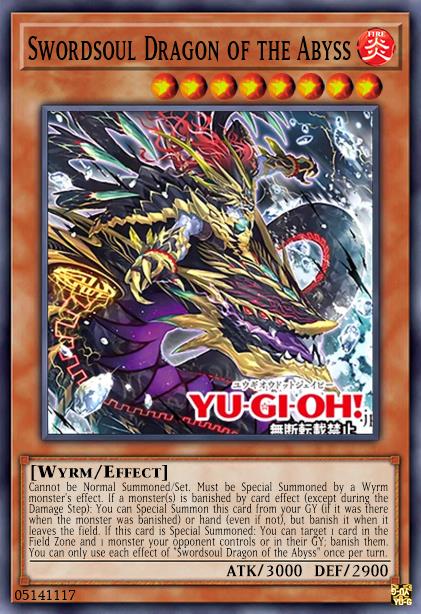 SWORDSOUL DRAGON OF THE ABYSS
FIRE
炎
ユウギオウドットジェイピー
YU-GI-OH!
無断転載禁止
[WYRM/EFFECT]
Cannot be Normal Summoned/Set. Must be Special Summoned by a Wyrm
monster's effect. If a monster(s) is banished by card effect (except during the
Damage Step): You can Special Summon this card from your GY (if it was there
when the monster was banished) or hand (even if not), but banish it when it
leaves the field. If this card is Special Summoned: You can target 1 card in the
Field Zone and 1 monster your opponent controls or in their GY; banish them.
You can only use each effect of "Swordsoul Dragon of the Abyss" once per turn.
ATK/3000 DEF/2900
05141117